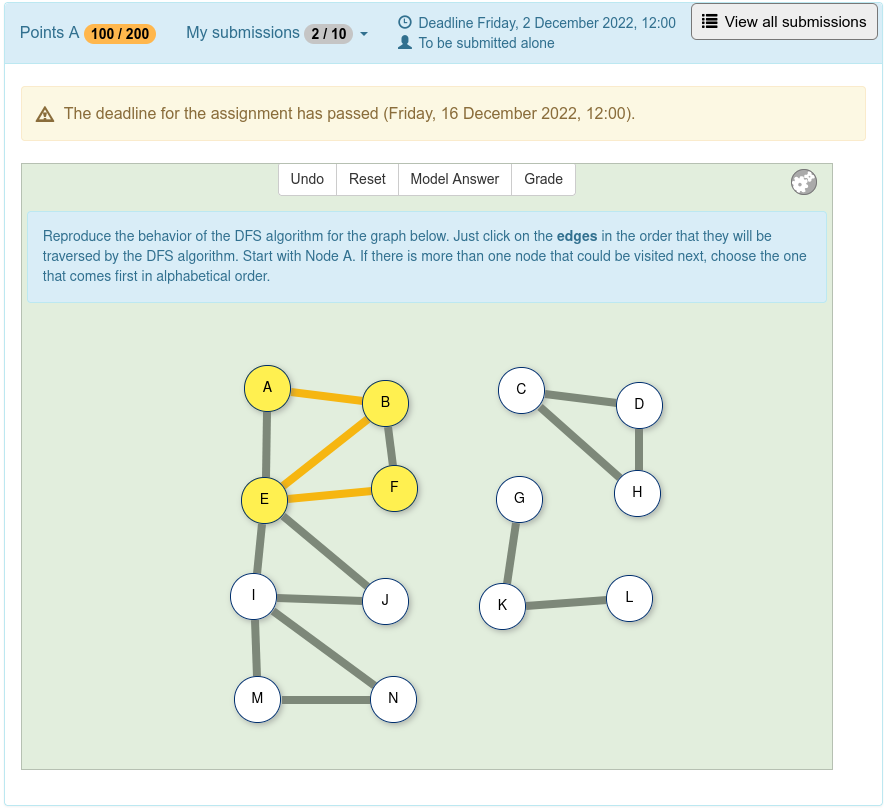 Points A 100 / 200 My submissions 2 / 10 Deadline Friday, 2 December 2022, 12:00 View all submissions
To be submitted alone
The deadline for the assignment has passed (Friday, 16 December 2022, 12:00).
Undo Reset Model Answer Grade
Reproduce the behavior of the DFS algorithm for the graph below. Just click on the edges in the order that they will be
traversed by the DFS algorithm. Start with Node A. If there is more than one node that could be visited next, choose the one
that comes first in alphabetical order.
A B C D
E F G H
I J K L
M N